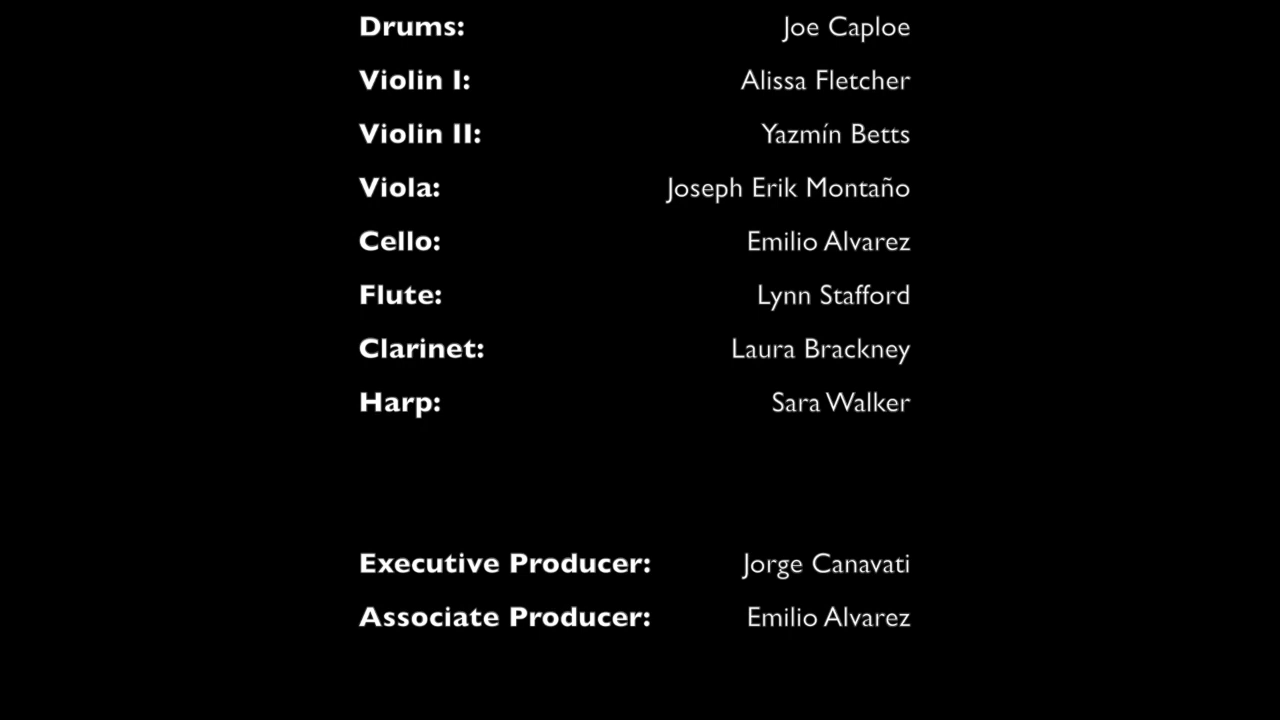 Drums: Joe Caploe
Violin I: Alissa Fletcher
Violin II: Yazmín Betts
Viola: Joseph Erik Montaño
Cello: Emilio Alvarez
Flute: Lynn Stafford
Clarinet: Laura Brackney
Harp: Sara Walker
Executive Producer: Jorge Canavati
Associate Producer: Emilio Alvarez